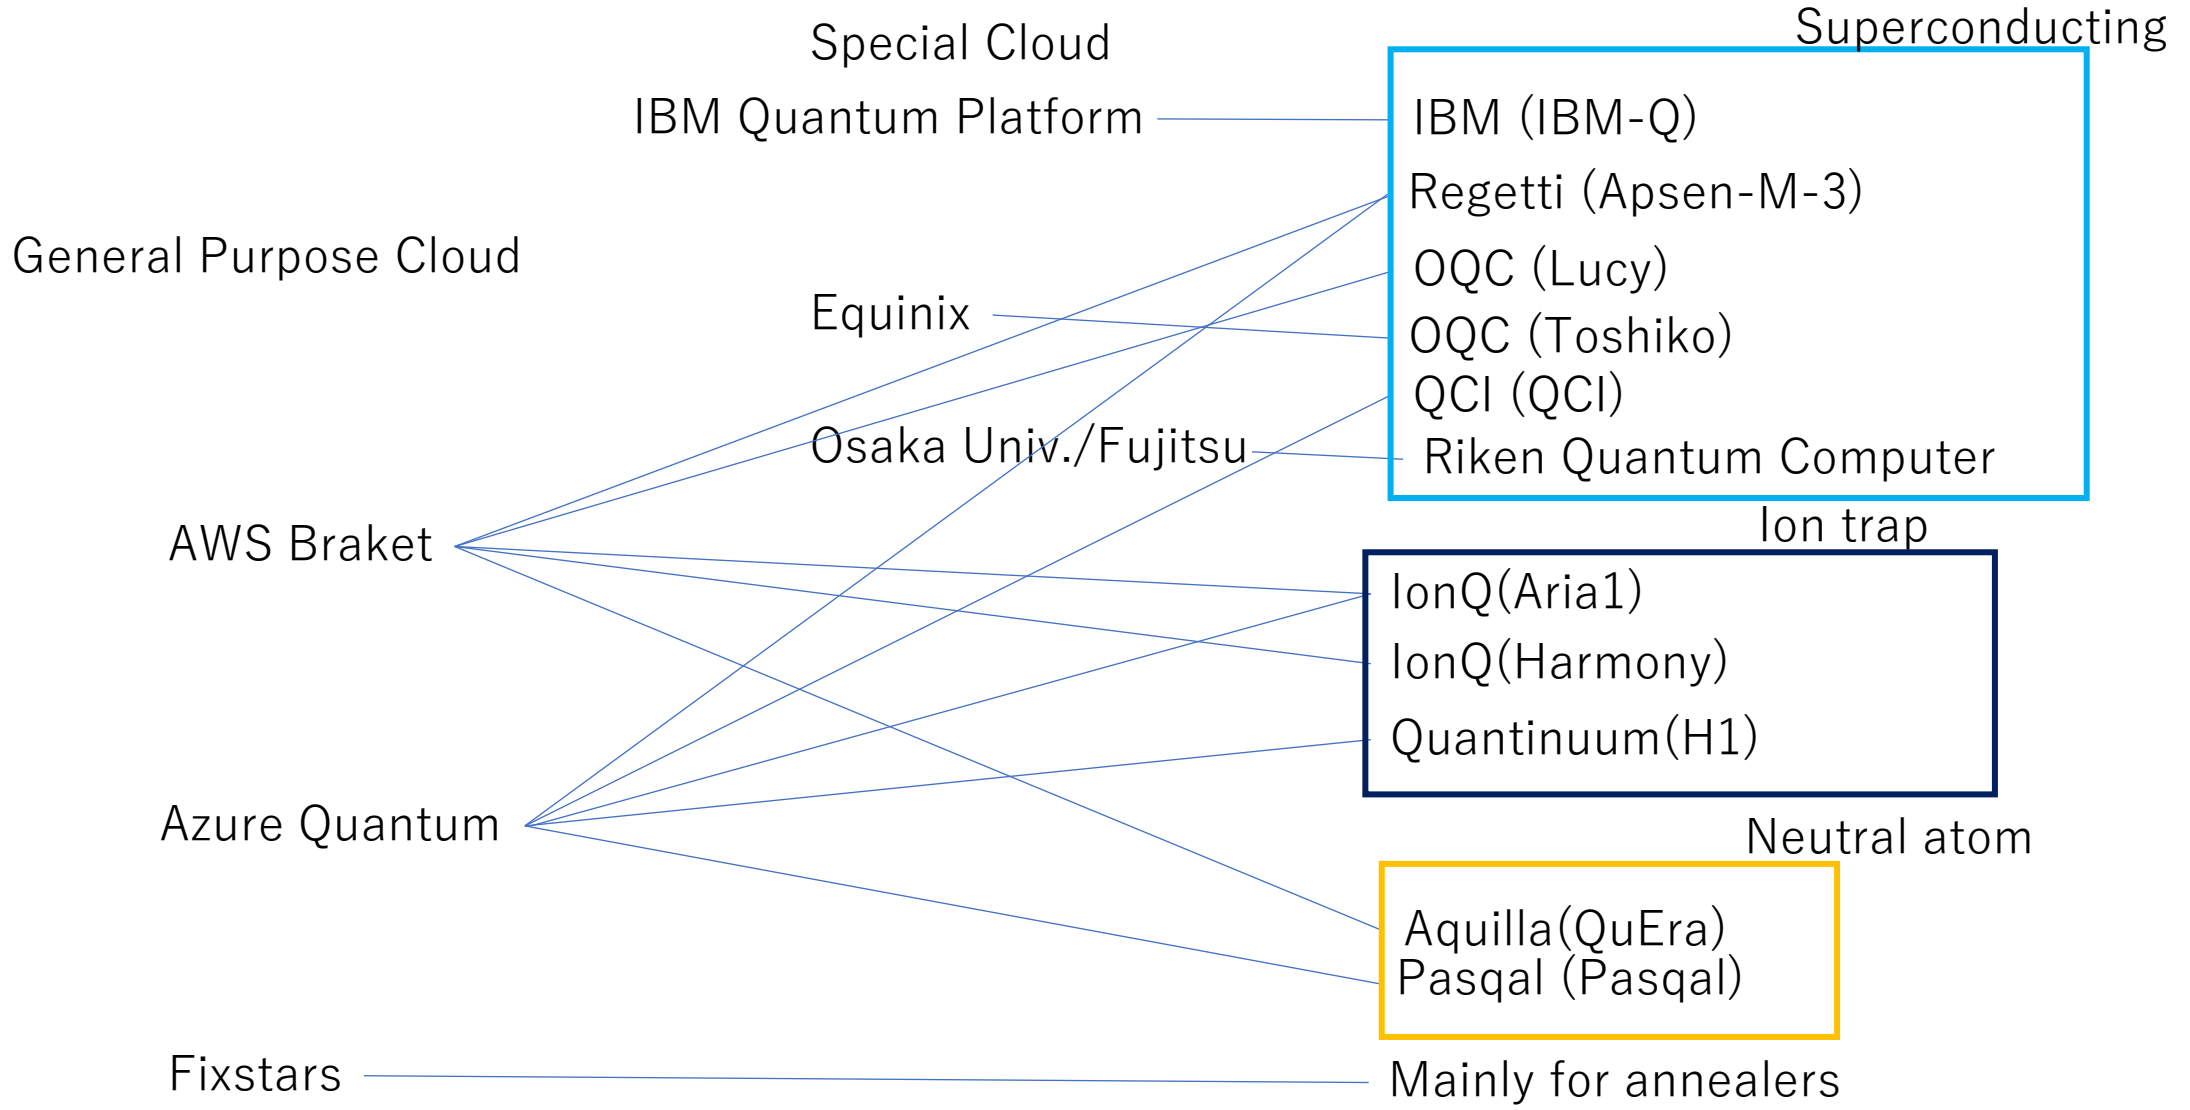 Special Cloud
Superconducting
IBM Quantum Platform
IBM (IBM-Q)
Regetti (Apsen-M-3)
General Purpose Cloud
OQC (Lucy)
Equinix
OQC (Toshiko)
QCI (QCI)
Osaka Univ./Fujitsu
Riken Quantum Computer
Ion trap
AWS Braket
IonQ(Aria1)
IonQ(Harmony)
Quantinuum(H1)
Azure Quantum
Neutral atom
Aquilla(QuEra)
Pasqal (Pasqal)
Fixstars
Mainly for annealers